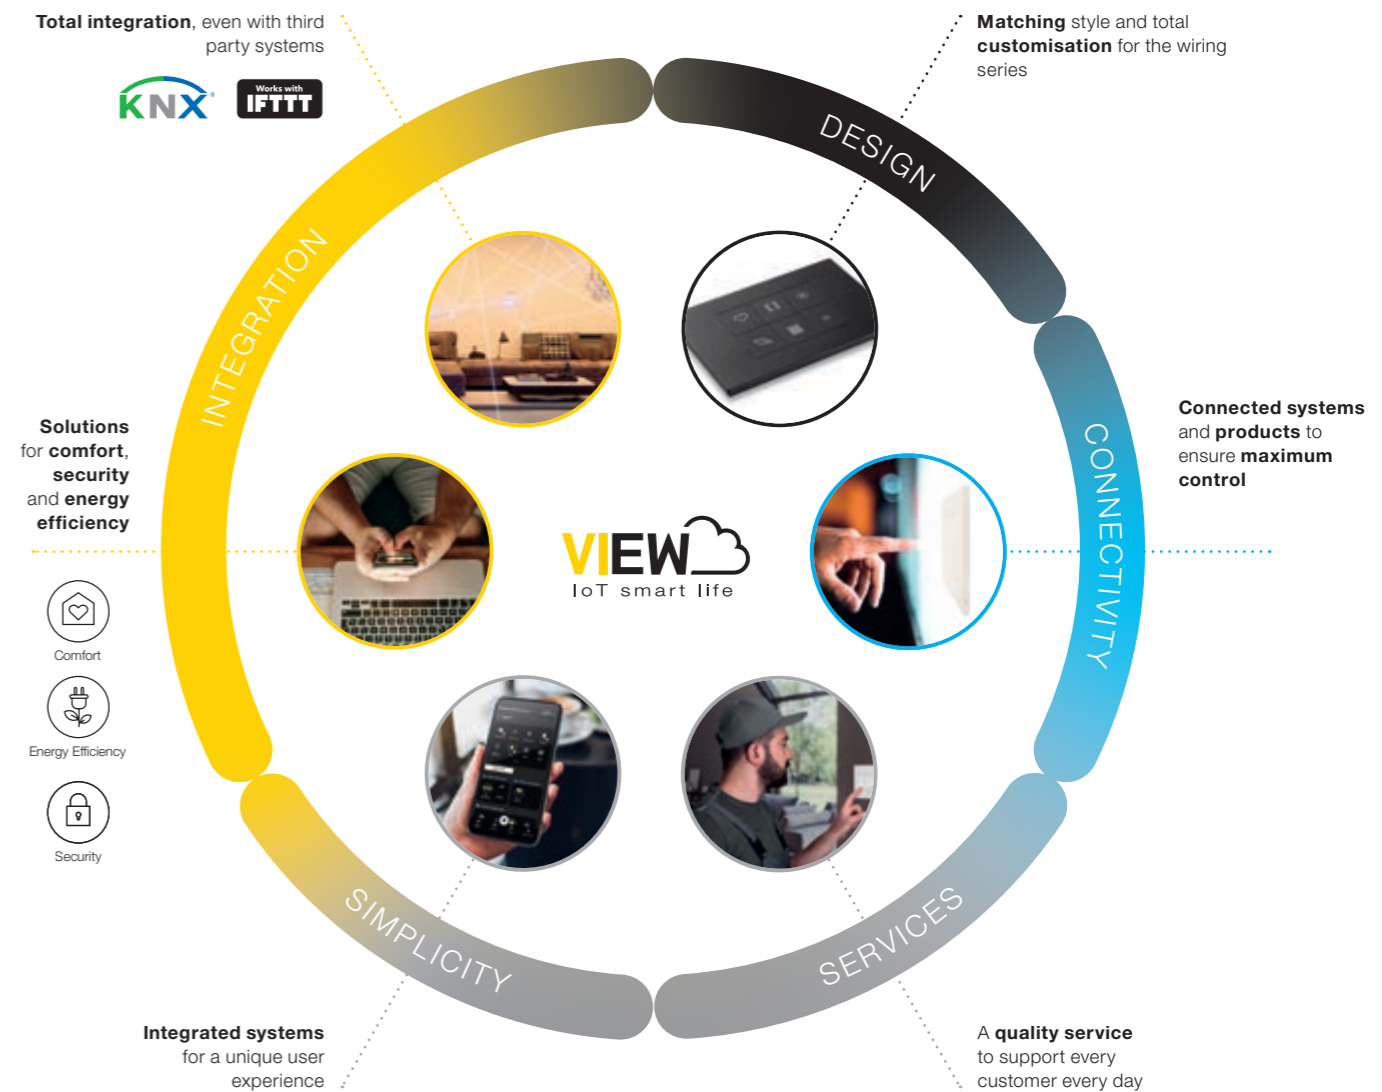 Total integration, even with third
party systems
KNX®
Works with
IFTTT
Matching style and total
customisation for the wiring
series
DESIGN
INTEGRATION
CONNECTIVITY
Connected systems
and products to
ensure maximum
control
Solutions
for comfort,
security
and energy
efficiency
Comfort
Energy Efficiency
Security
VIEW
IoT smart life
SIMPLICITY
SERVICES
Integrated systems
for a unique user
experience
A quality service
to support every
customer every day